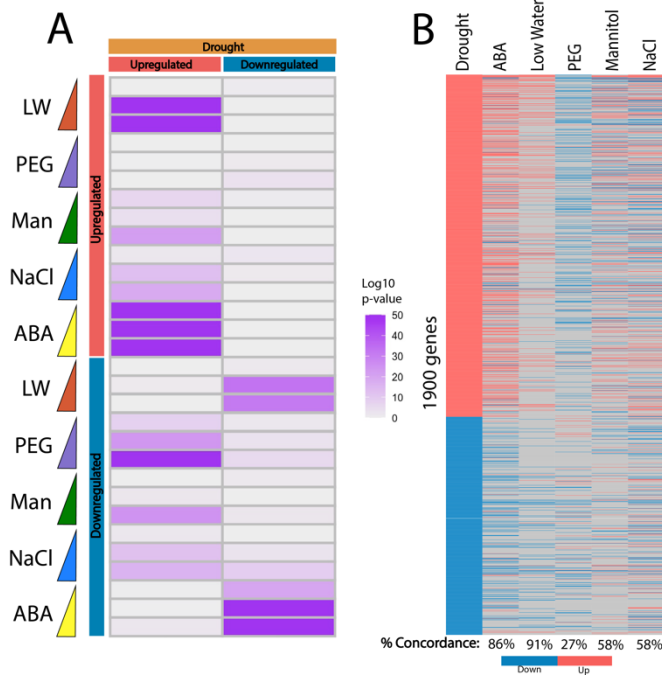 A
Drought
Upregulated Downregulated
Upregulated
LW
PEG
Man
NaCl
ABA
Downregulated
LW
PEG
Man
NaCl
ABA
Log10
p-value
50
40
30
20
10
0
B
Drought
ABA
Low Water
PEG
Mannitol
NaCl
1900 genes
% Concordance: 86% 91% 27% 58% 58%
Down Up